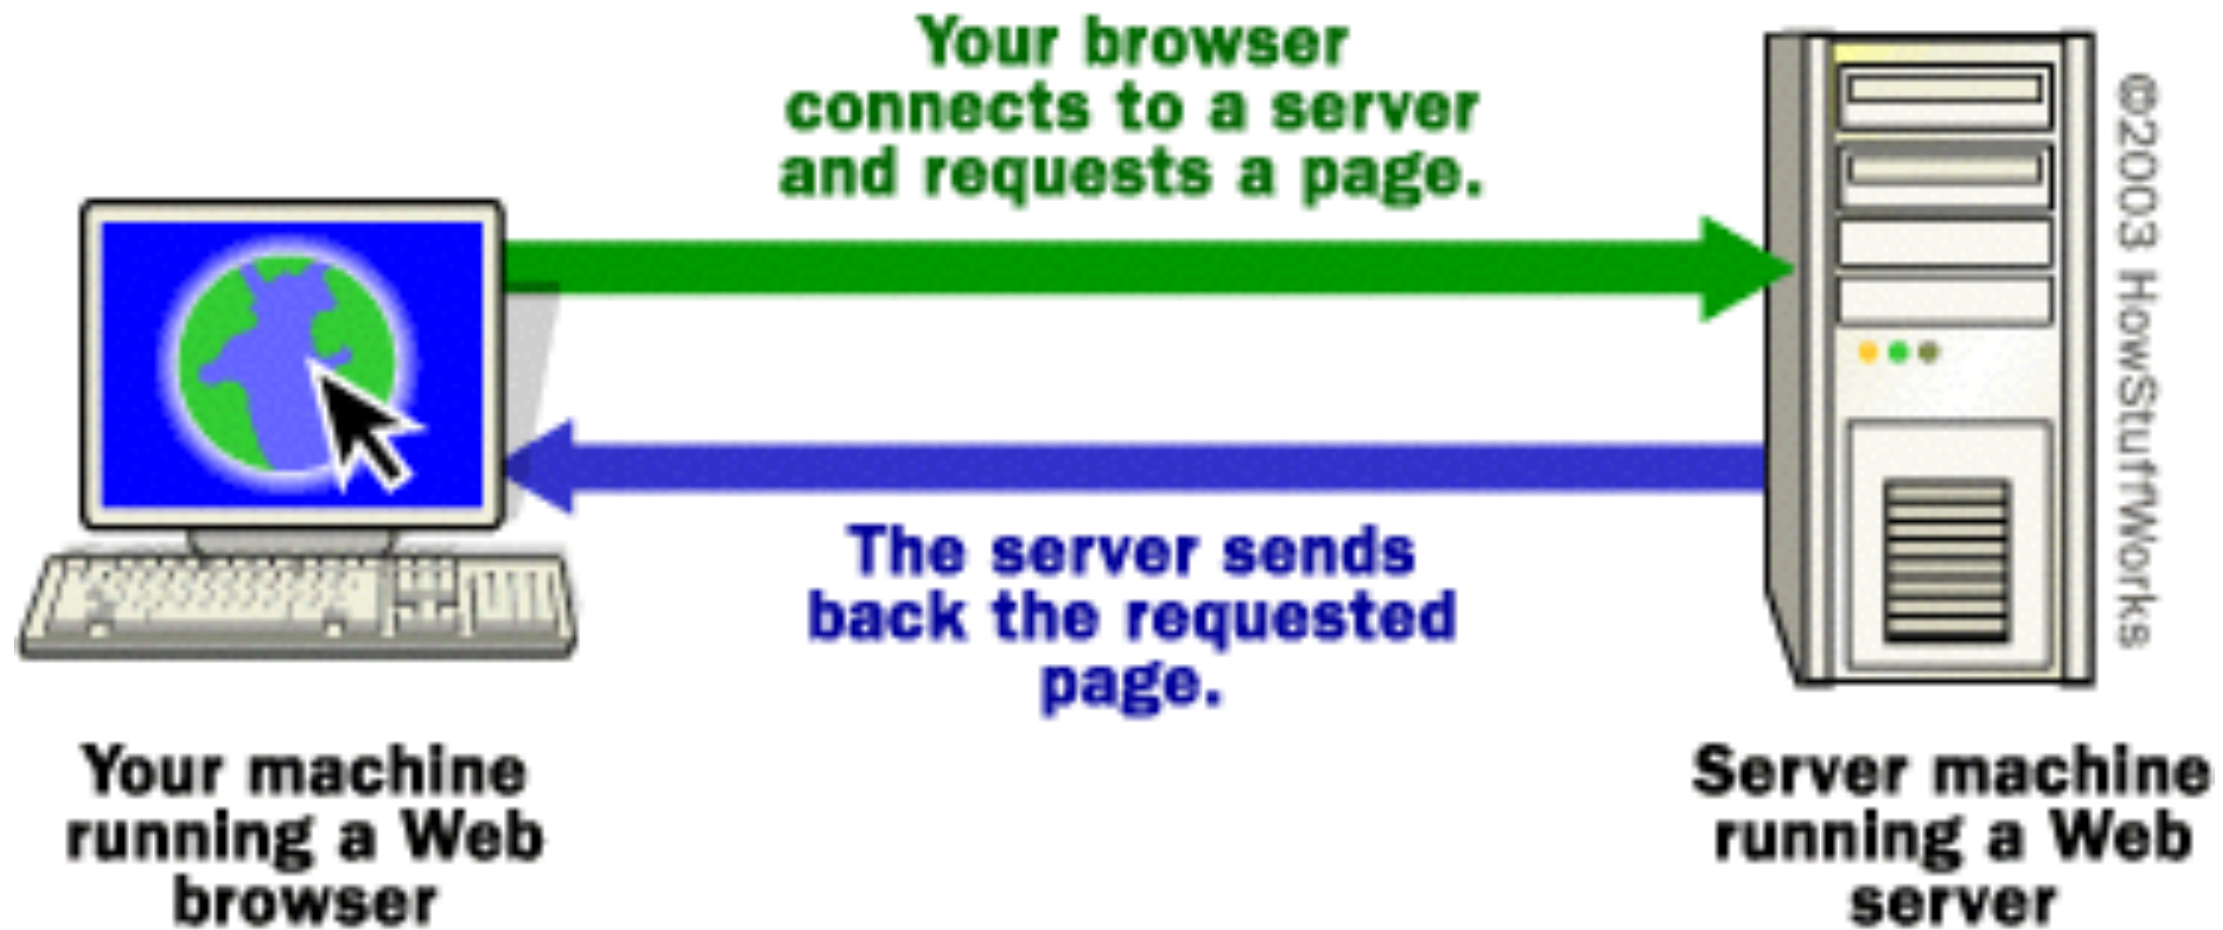 Your browser
connects to a server
and requests a page.
The server sends
back the requested
page.
Your machine
running a Web
browser
Server machine
running a Web
server
©2003 HowStuffWorks